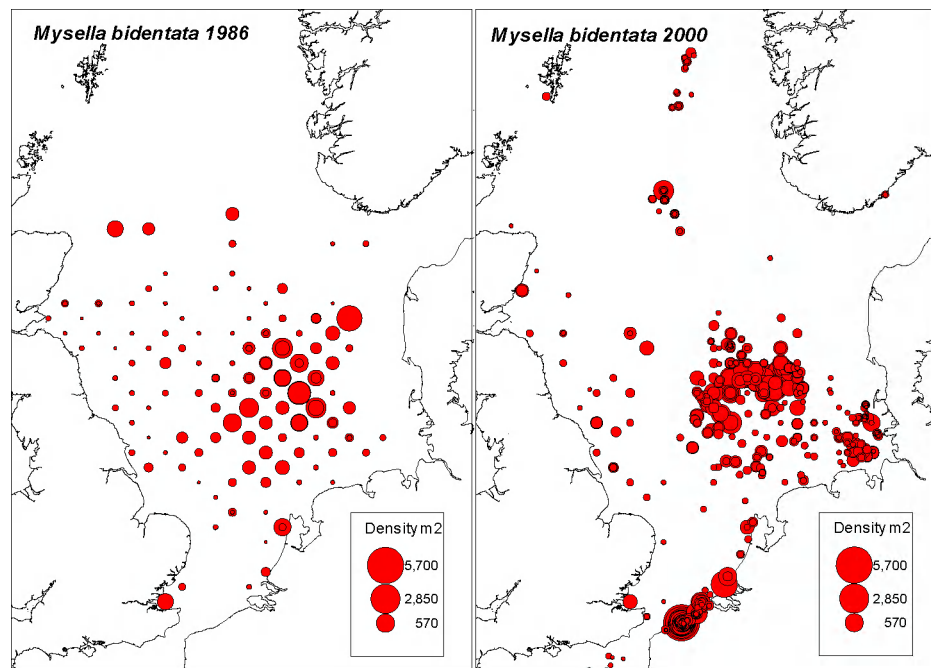 Mysella bidentata 1986
Mysella bidentata 2000
Density m2
5,700
2,850
570
Density m2
5,700
2,850
570